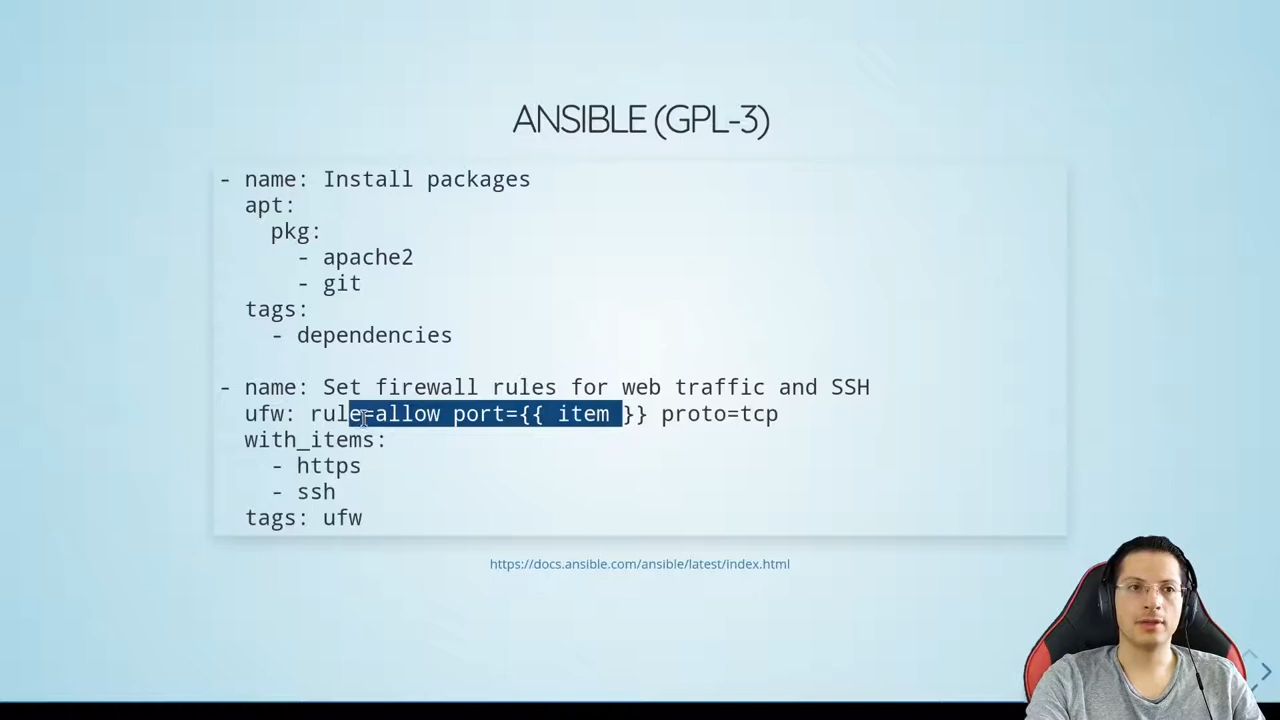 ANSIBLE (GPL-3)
- name: Install packages
  apt:
    pkg:
      - apache2
      - git
  tags:
    - dependencies
- name: Set firewall rules for web traffic and SSH
  ufw: rule=allow port={{ item }} proto=tcp
  with_items:
    - https
    - ssh
  tags: ufw
https://docs.ansible.com/ansible/latest/index.html